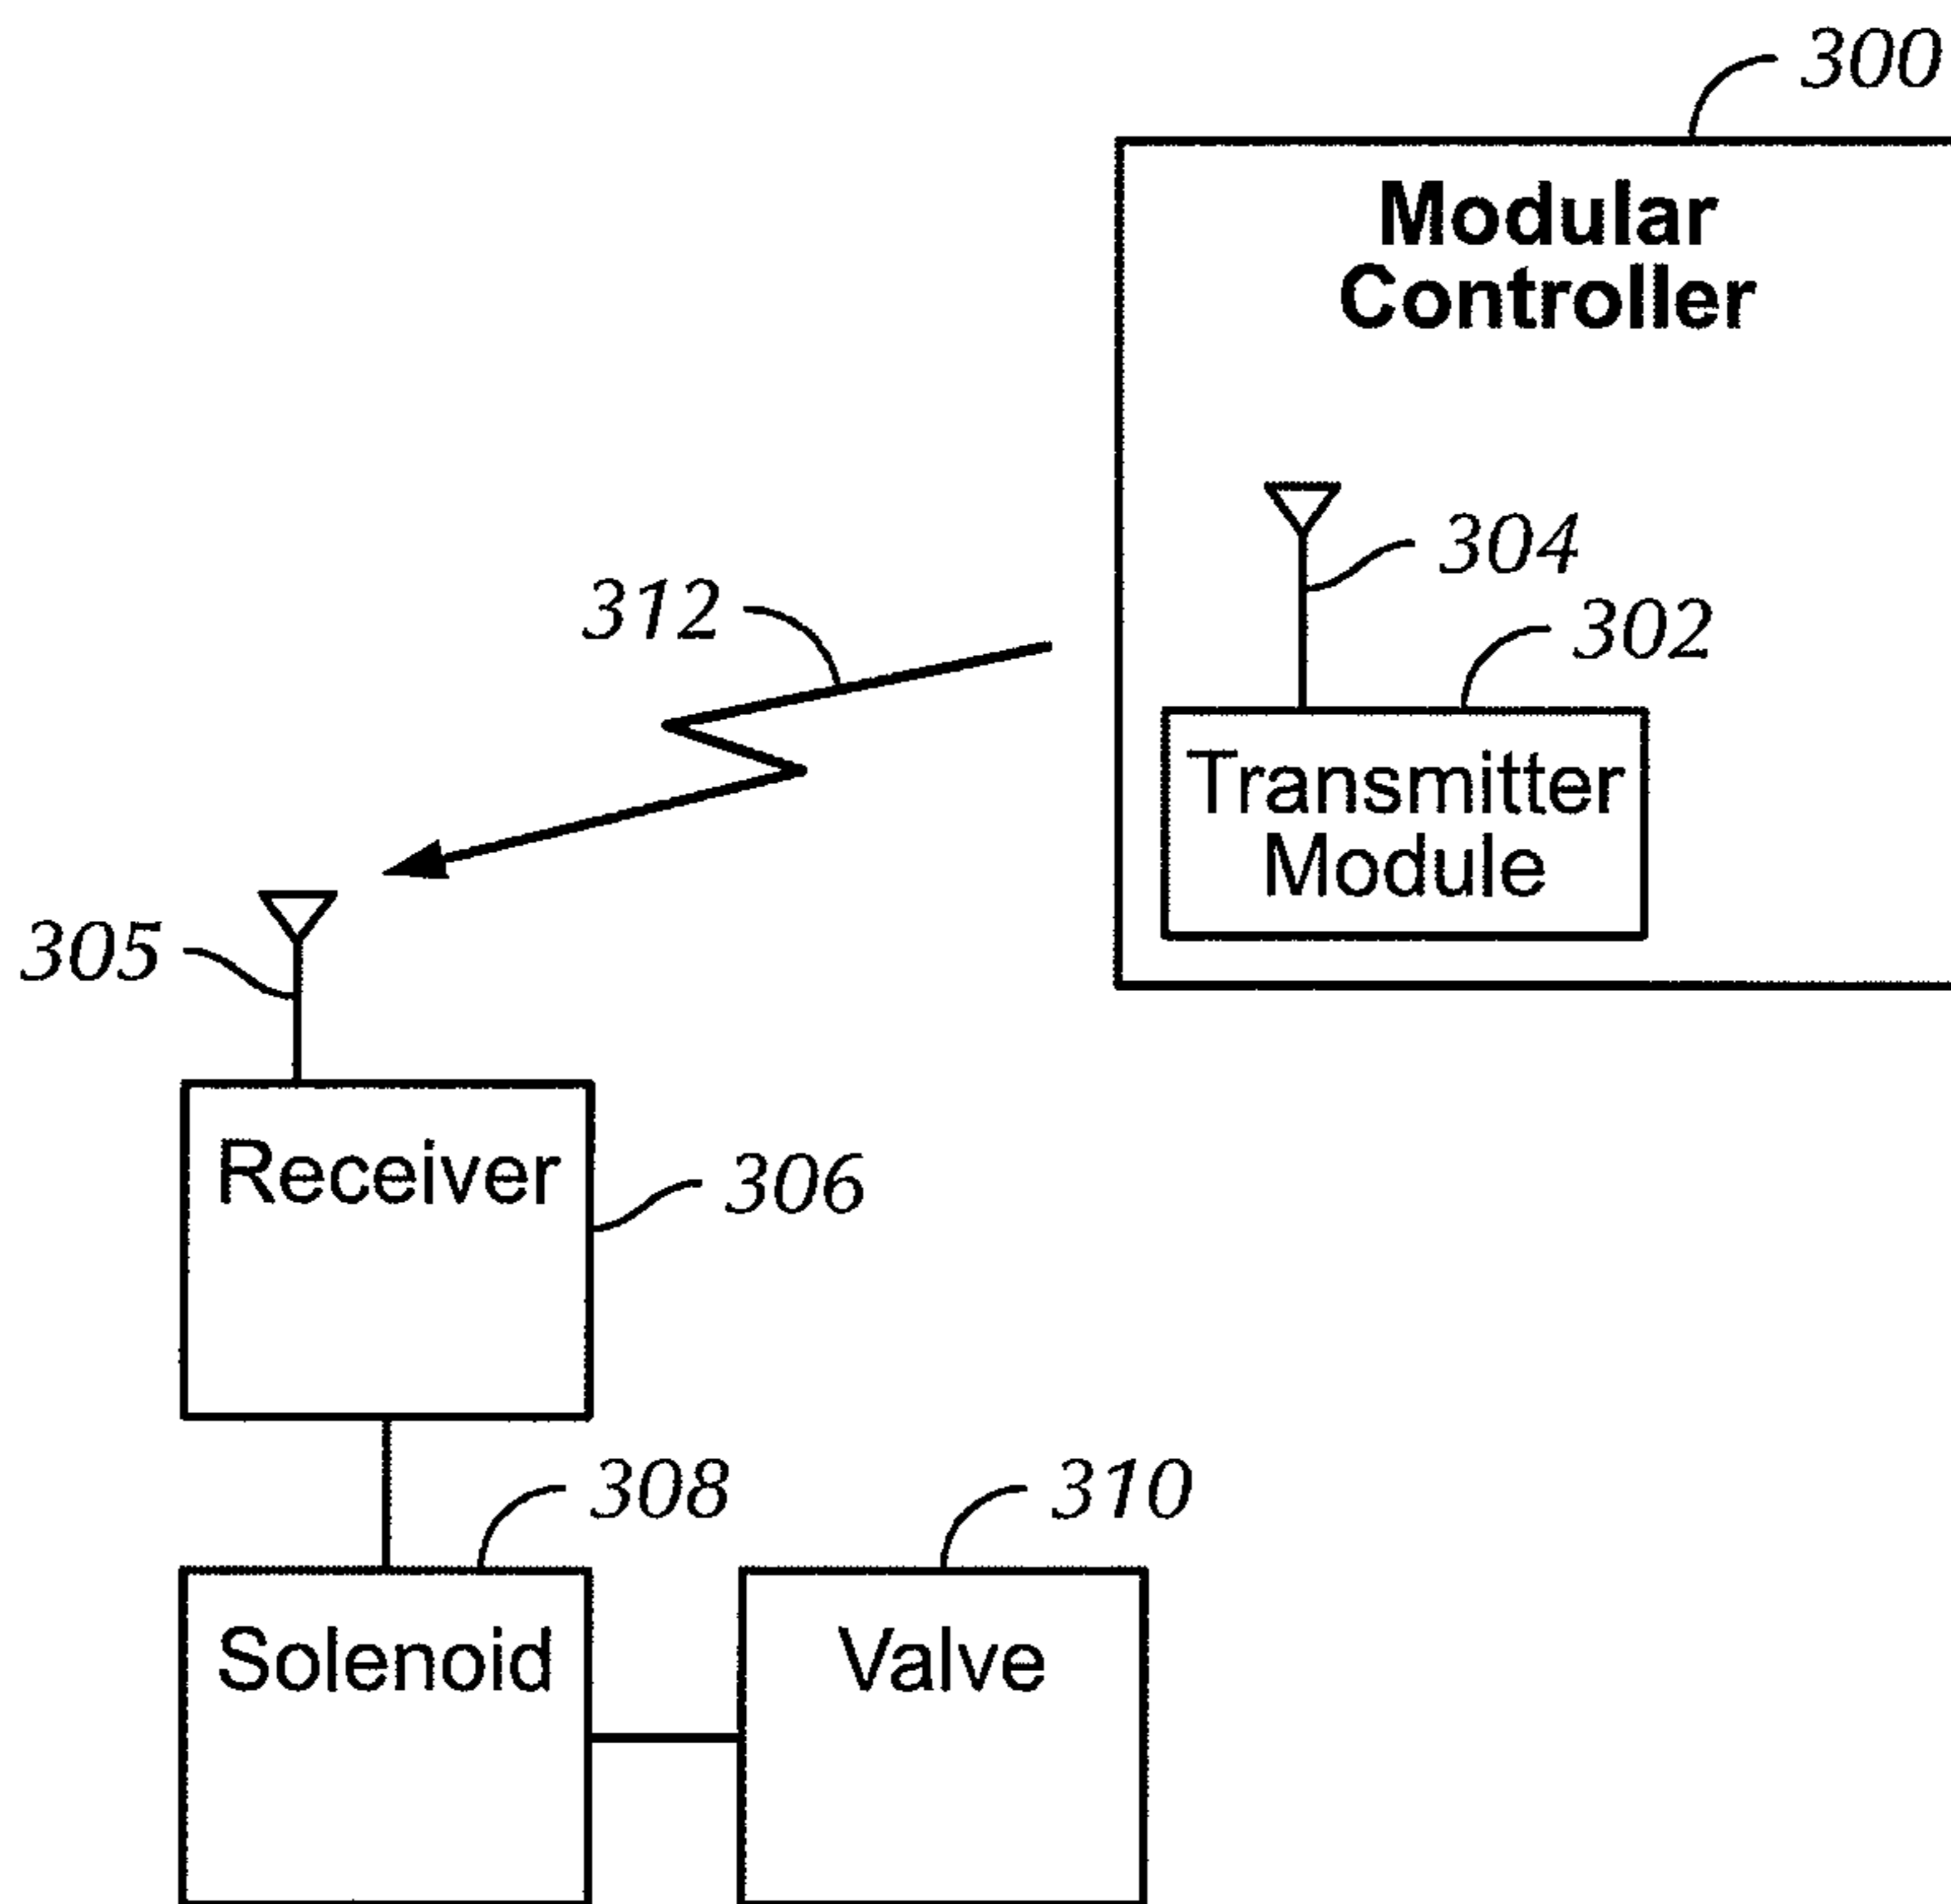 300
Modular
Controller
304
312
302
Transmitter
Module
305
Receiver
306
308
310
Solenoid
Valve